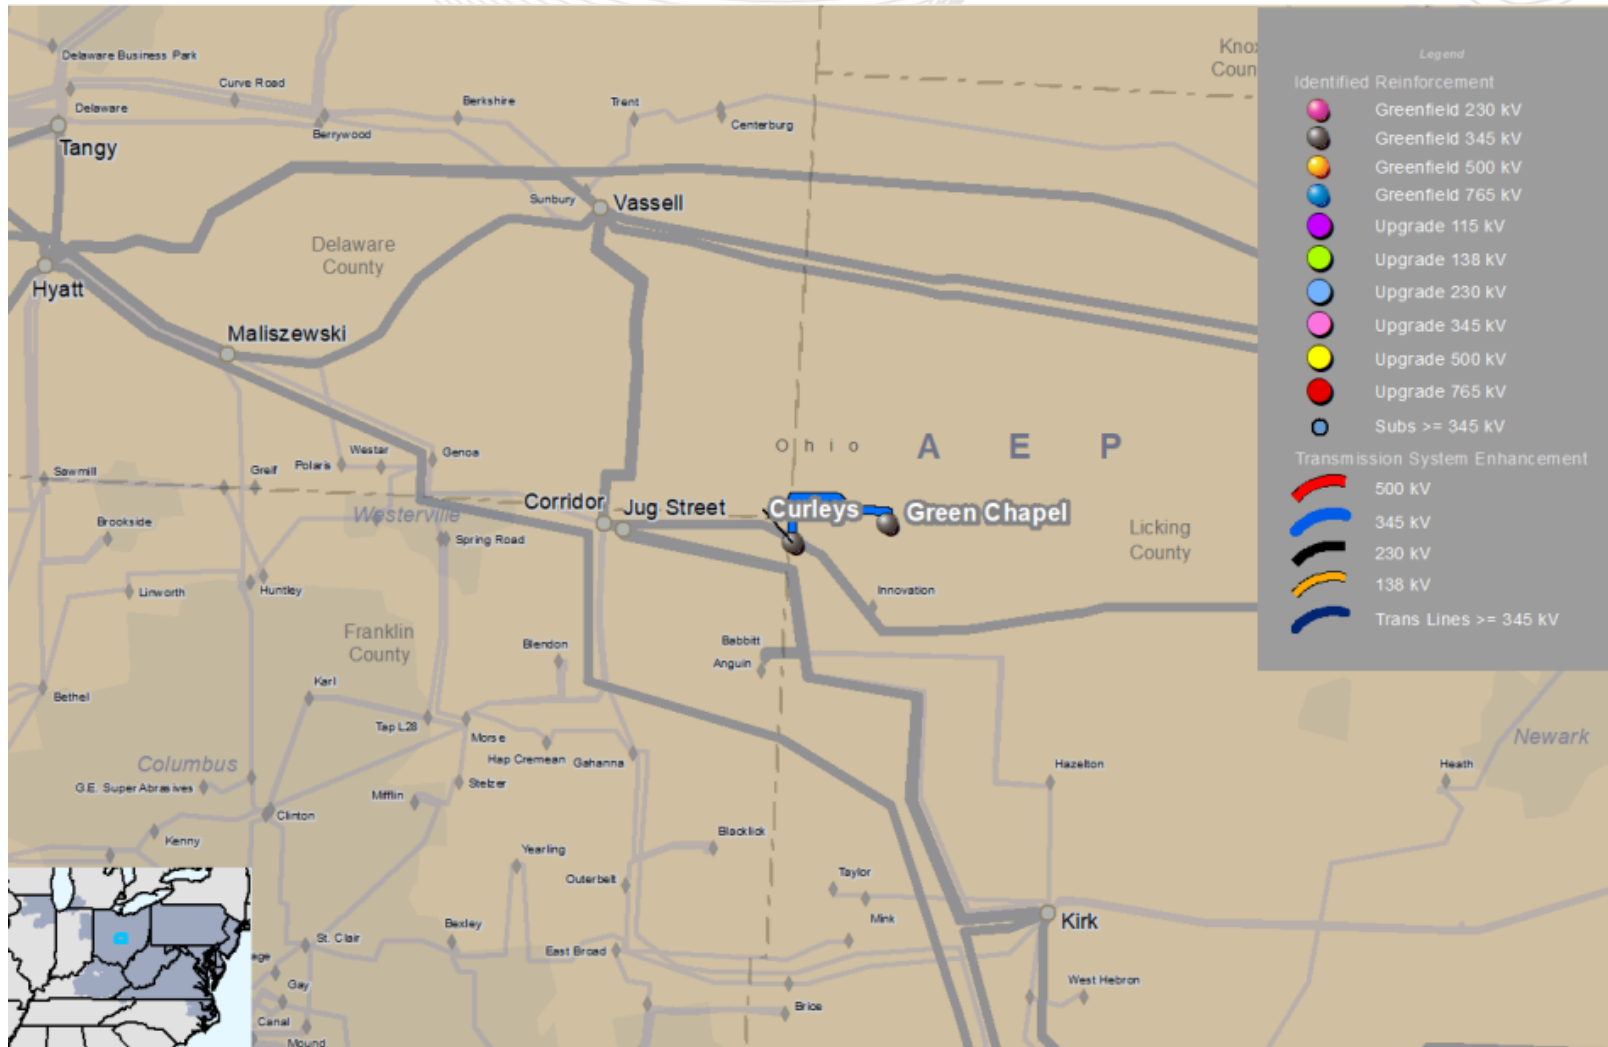 Delaware Business Park
Curve Road
Delaware
Berrywood
Berkshire
Trent
Centerburg
Tangy
Sunbury
Vassell
Delaware
County
Hyatt
Maliszewski
Westar
Polaris
Genoa
Greif
Sawmill
Brookside
Westerville
Spring Road
Corridor
Jug Street
Ohio
A E P
Curleys
Green Chapel
Licking
County
Innovation
Linworth
Huntley
Franklin
County
Blendon
Babbitt
Anguin
Bethel
Karl
Tap L28
Morse
Hap Cremean
Gahanna
Columbus
G.E. Super Abrasives
Stelzer
Mifflin
Clinton
Kenny
Hazelton
Heath
Newark
Blacklick
Yearling
Outerbelt
Taylor
Mink
Kirk
Bexley
St. Clair
East Broad
West Hebron
Brice
age
Gay
Canal
Mound
Kno
Coun
Legend
Identified Reinforcement
Greenfield 230 kV
Greenfield 345 kV
Greenfield 500 kV
Greenfield 765 kV
Upgrade 115 kV
Upgrade 138 kV
Upgrade 230 kV
Upgrade 345 kV
Upgrade 500 kV
Upgrade 765 kV
Subs >= 345 kV
Transmission System Enhancement
500 kV
345 kV
230 kV
138 kV
Trans Lines >= 345 kV